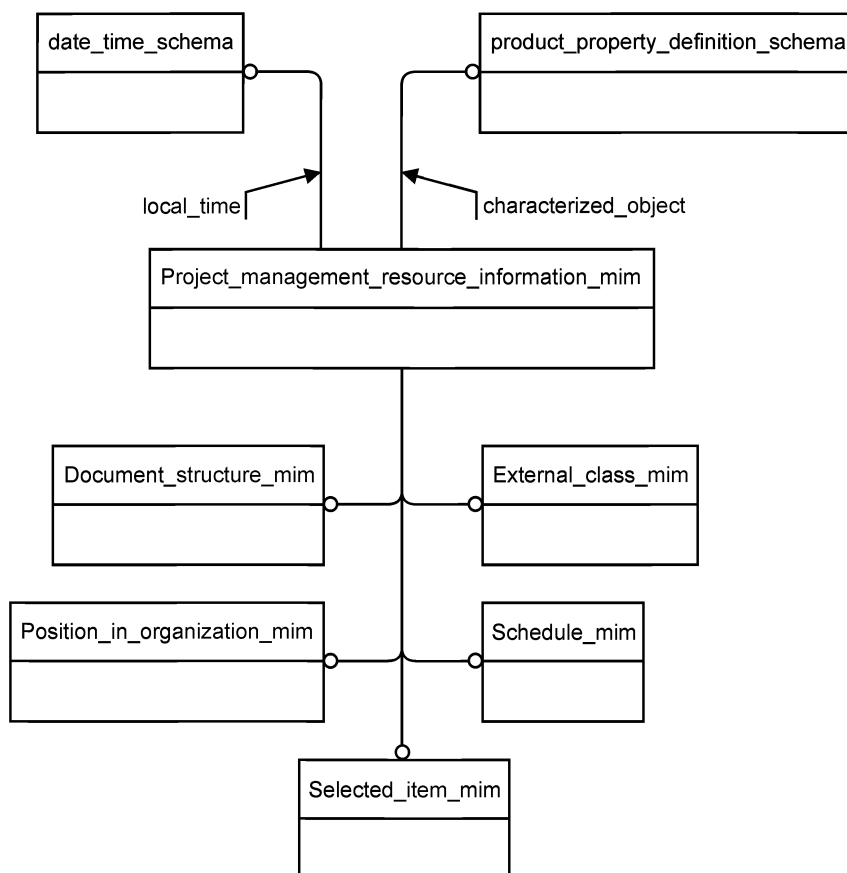 date_time_schema
product_property_definition_schema
local_time
characterized_object
Project_management_resource_information_mim
Document_structure_mim
External_class_mim
Position_in_organization_mim
Schedule_mim
Selected_item_mim